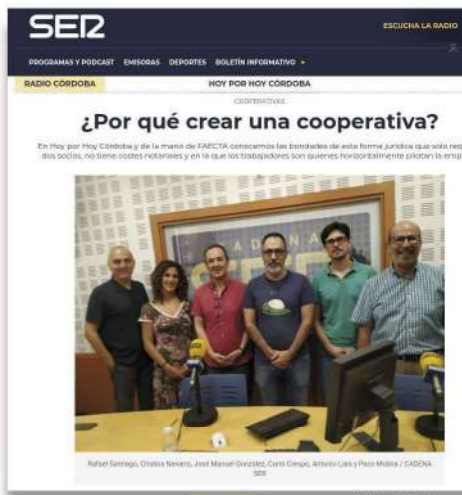 SER
ESCUCHA LA RADIO
PROGRAMAS Y PODCAST EMISORAS DEPORTES BOLETÍN INFORMATIVO
RADIO CÓRDOBA HOY POR HOY CÓRDOBA
COOPERATIVAS
¿Por qué crear una cooperativa?
En Hoy por Hoy Córdoba y de la mano de FAECTA conocemos las bondades de esta forma jurídica que solo req
dos socios, no tiene costes notariales y en la que los trabajadores son quienes horizontalmente pilotan la emp
CADENA
SER
Rafael Santiago, Cristina Navarro, José Manuel González, Curro Crespo, Antonio Lara y Paco Molina / CADENA
SER